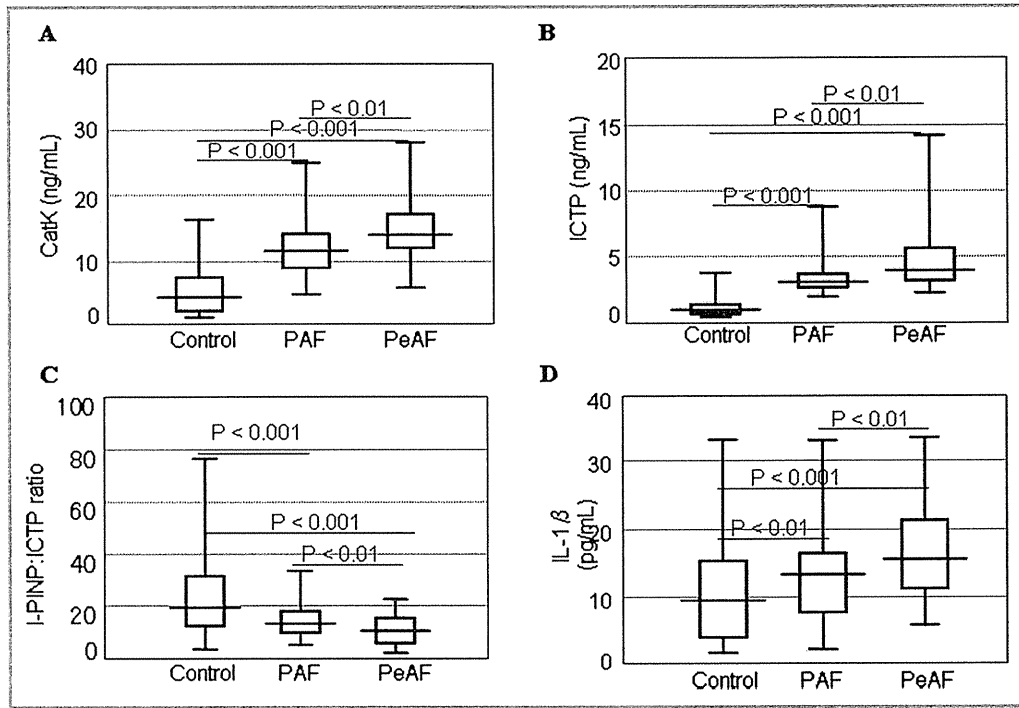 A
CatK (ng/mL)
40
30
20
10
0
P < 0.01
P < 0.001
P < 0.001
Control PAF PeAF
B
ICTP (ng/mL)
20
15
10
5
0
P < 0.01
P < 0.001
P < 0.001
Control PAF PeAF
C
I-PINP:ICTP ratio
100
80
60
40
20
0
P < 0.001
P < 0.001
P < 0.01
Control PAF PeAF
D
IL-1β
(pg/mL)
40
30
20
10
0
P < 0.01
P < 0.001
P < 0.01
Control PAF PeAF